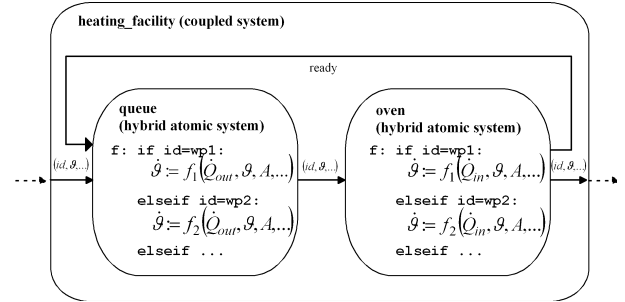 heating_facility (coupled system)
ready
queue
(hybrid atomic system)
f: if id=wp1:
ϑ̇ := f₁(Q̇out, ϑ, A,...)
elseif id=wp2:
ϑ̇ := f₂(Q̇out, ϑ, A,...)
elseif ...
oven
(hybrid atomic system)
f: if id=wp1:
ϑ̇ := f₁(Q̇in, ϑ, A,...)
elseif id=wp2:
ϑ̇ := f₂(Q̇in, ϑ, A,...)
elseif ...
(id, ϑ,...)
(id, ϑ,...)
(id, ϑ,...)